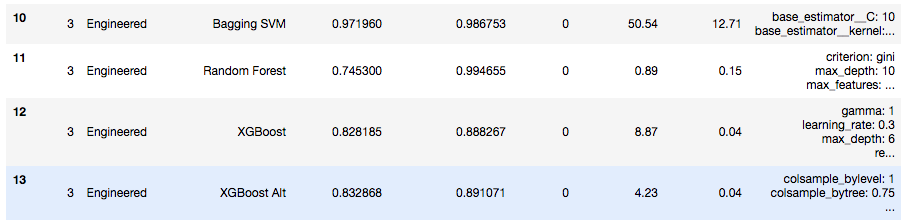 10 3 Engineered Bagging SVM 0.971960 0.986753 0 50.54 12.71 base_estimator__C: 10
base_estimator__kernel:...
11 3 Engineered Random Forest 0.745300 0.994655 0 0.89 0.15 criterion: gini
max_depth: 10
max_features: ...
12 3 Engineered XGBoost 0.828185 0.888267 0 8.87 0.04 gamma: 1
learning_rate: 0.3
max_depth: 6
re...
13 3 Engineered XGBoost Alt 0.832868 0.891071 0 4.23 0.04 colsample_bylevel: 1
colsample_bytree: 0.75
...